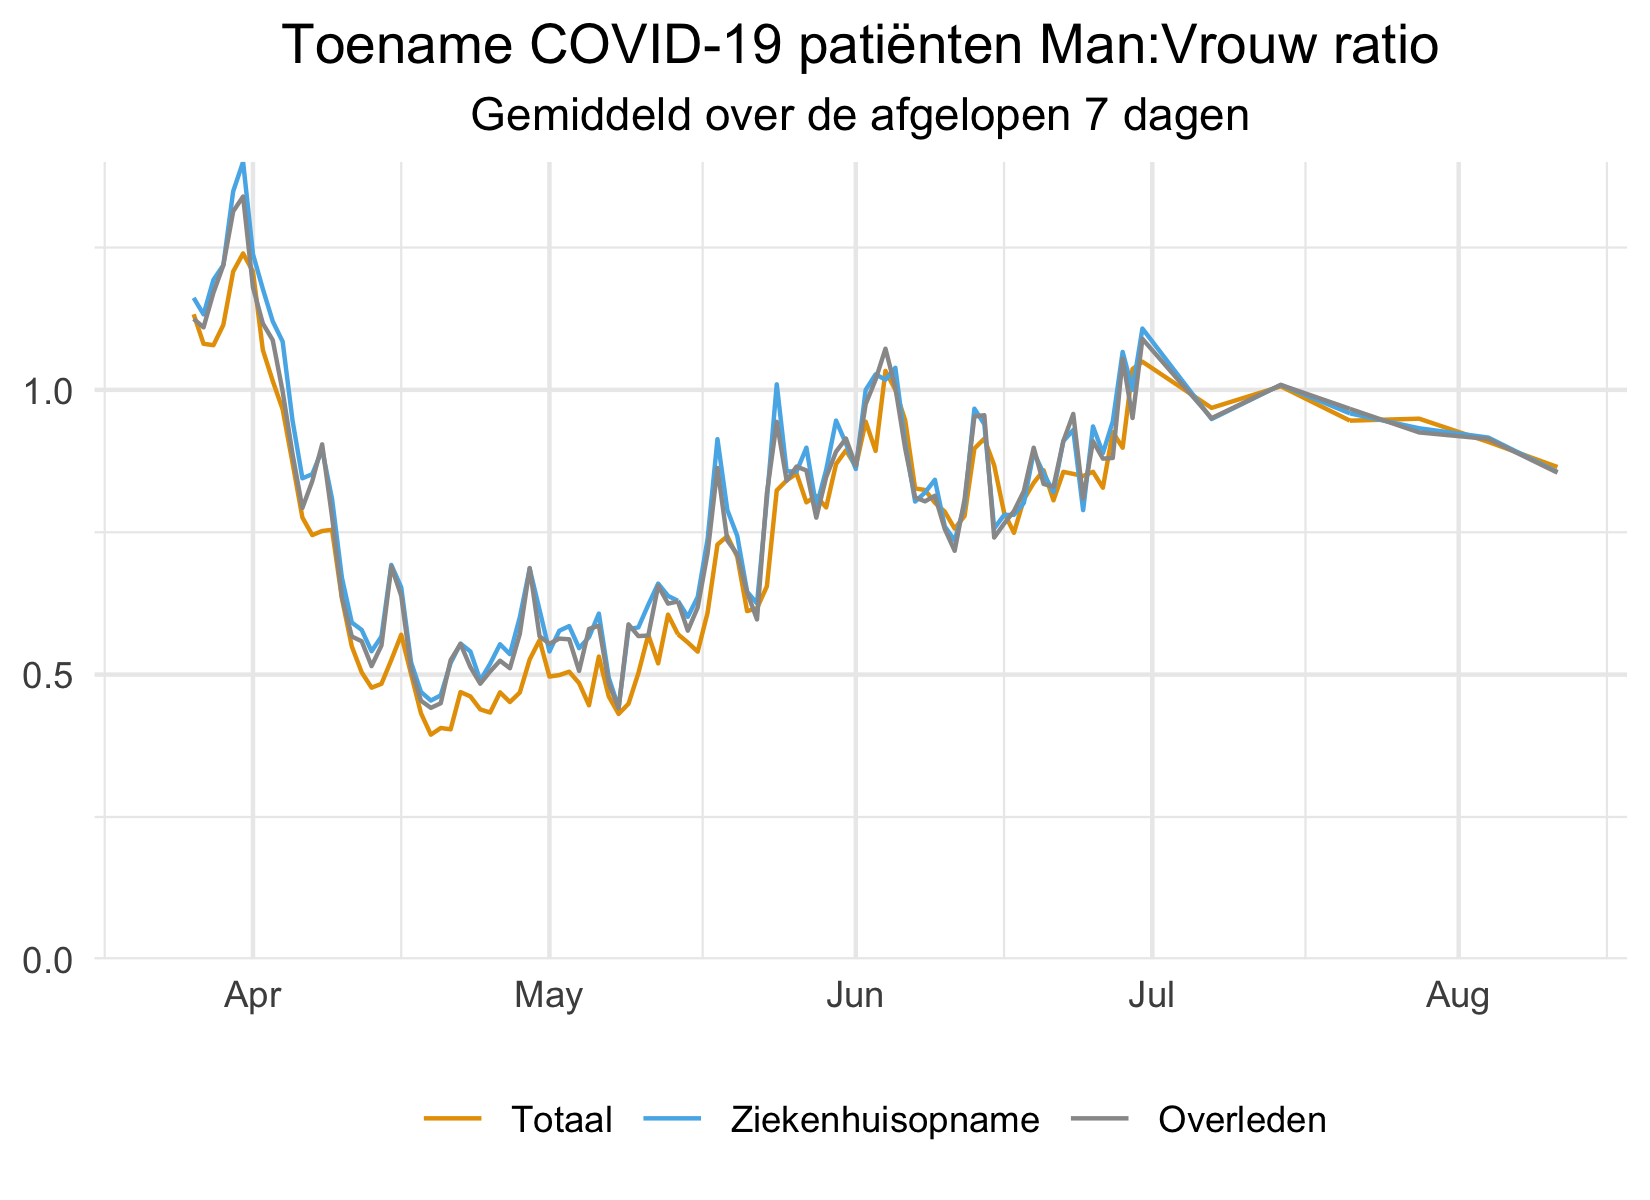 Toename COVID-19 patiënten Man:Vrouw ratio
Gemiddeld over de afgelopen 7 dagen
1.0
0.5
0.0
Apr May Jun Jul Aug
Totaal Ziekenhuisopname Overleden